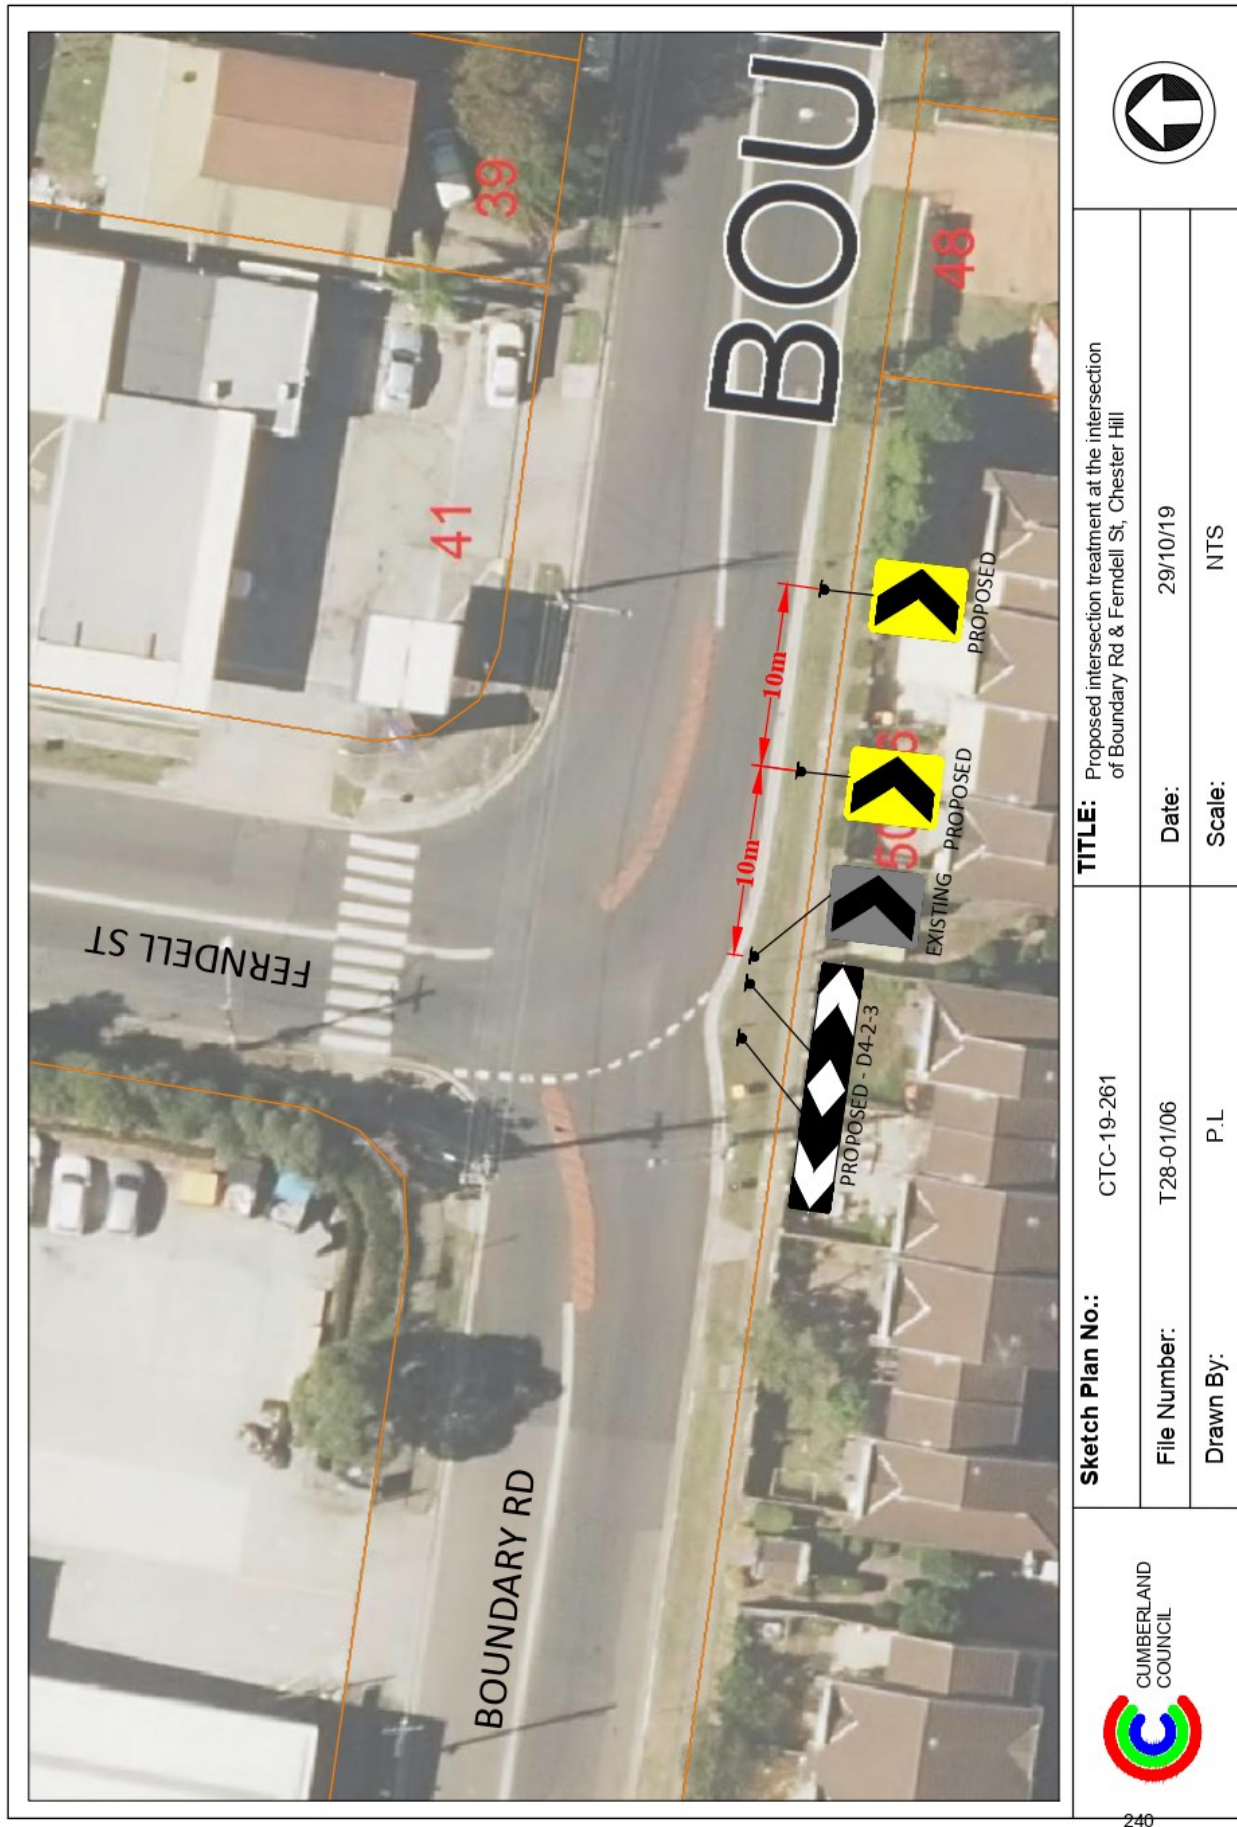 BOUNDARY RD
FERNDELL ST
BOU
39
41
48
50
10m
10m
PROPOSED - D4-2-3
EXISTING
PROPOSED
PROPOSED
CUMBERLAND
COUNCIL
Sketch Plan No.:
CTC-19-261
File Number:
T28-01/06
Drawn By:
P.L
TITLE:
Proposed intersection treatment at the intersection
of Boundary Rd & Ferndell St, Chester Hill
Date:
29/10/19
Scale:
NTS
240